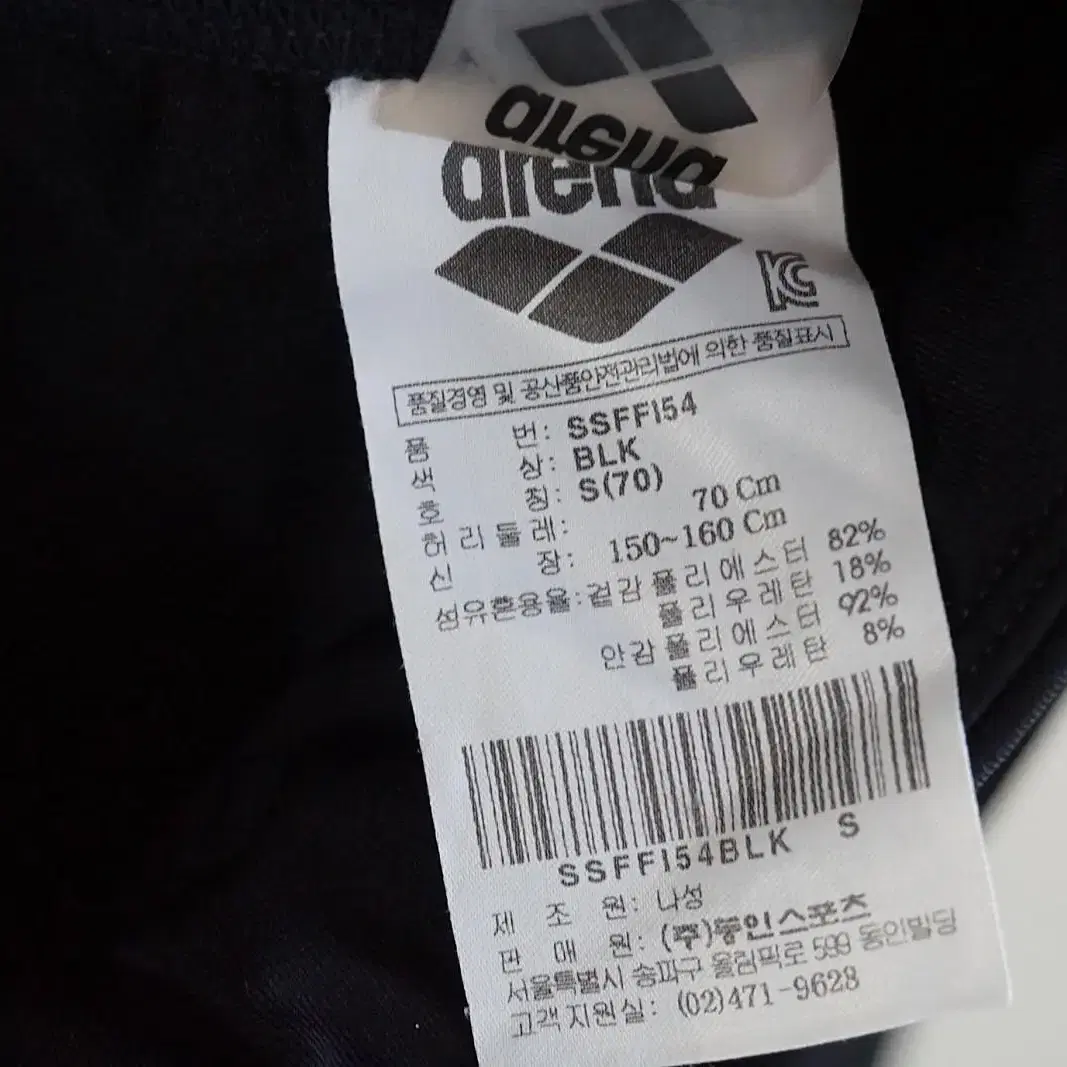 arena
arena
KC
품질경영 및 공산품안전관리법에 의한 품질표시
품 번: SSFF154
색 상: BLK
호 칭: S(70)
허리둘레: 70 Cm
신 장: 150~160 Cm
섬유혼용율: 겉감 폴리에스터 82%
폴리우레탄 18%
안감 폴리에스터 92%
폴리우레탄 8%
SSFF154BLK S
제 조 원: 나성
판 매 원: (주)동인스포츠
서울특별시 송파구 올림픽로 599 동인빌딩
고객지원실: (02)471-9628